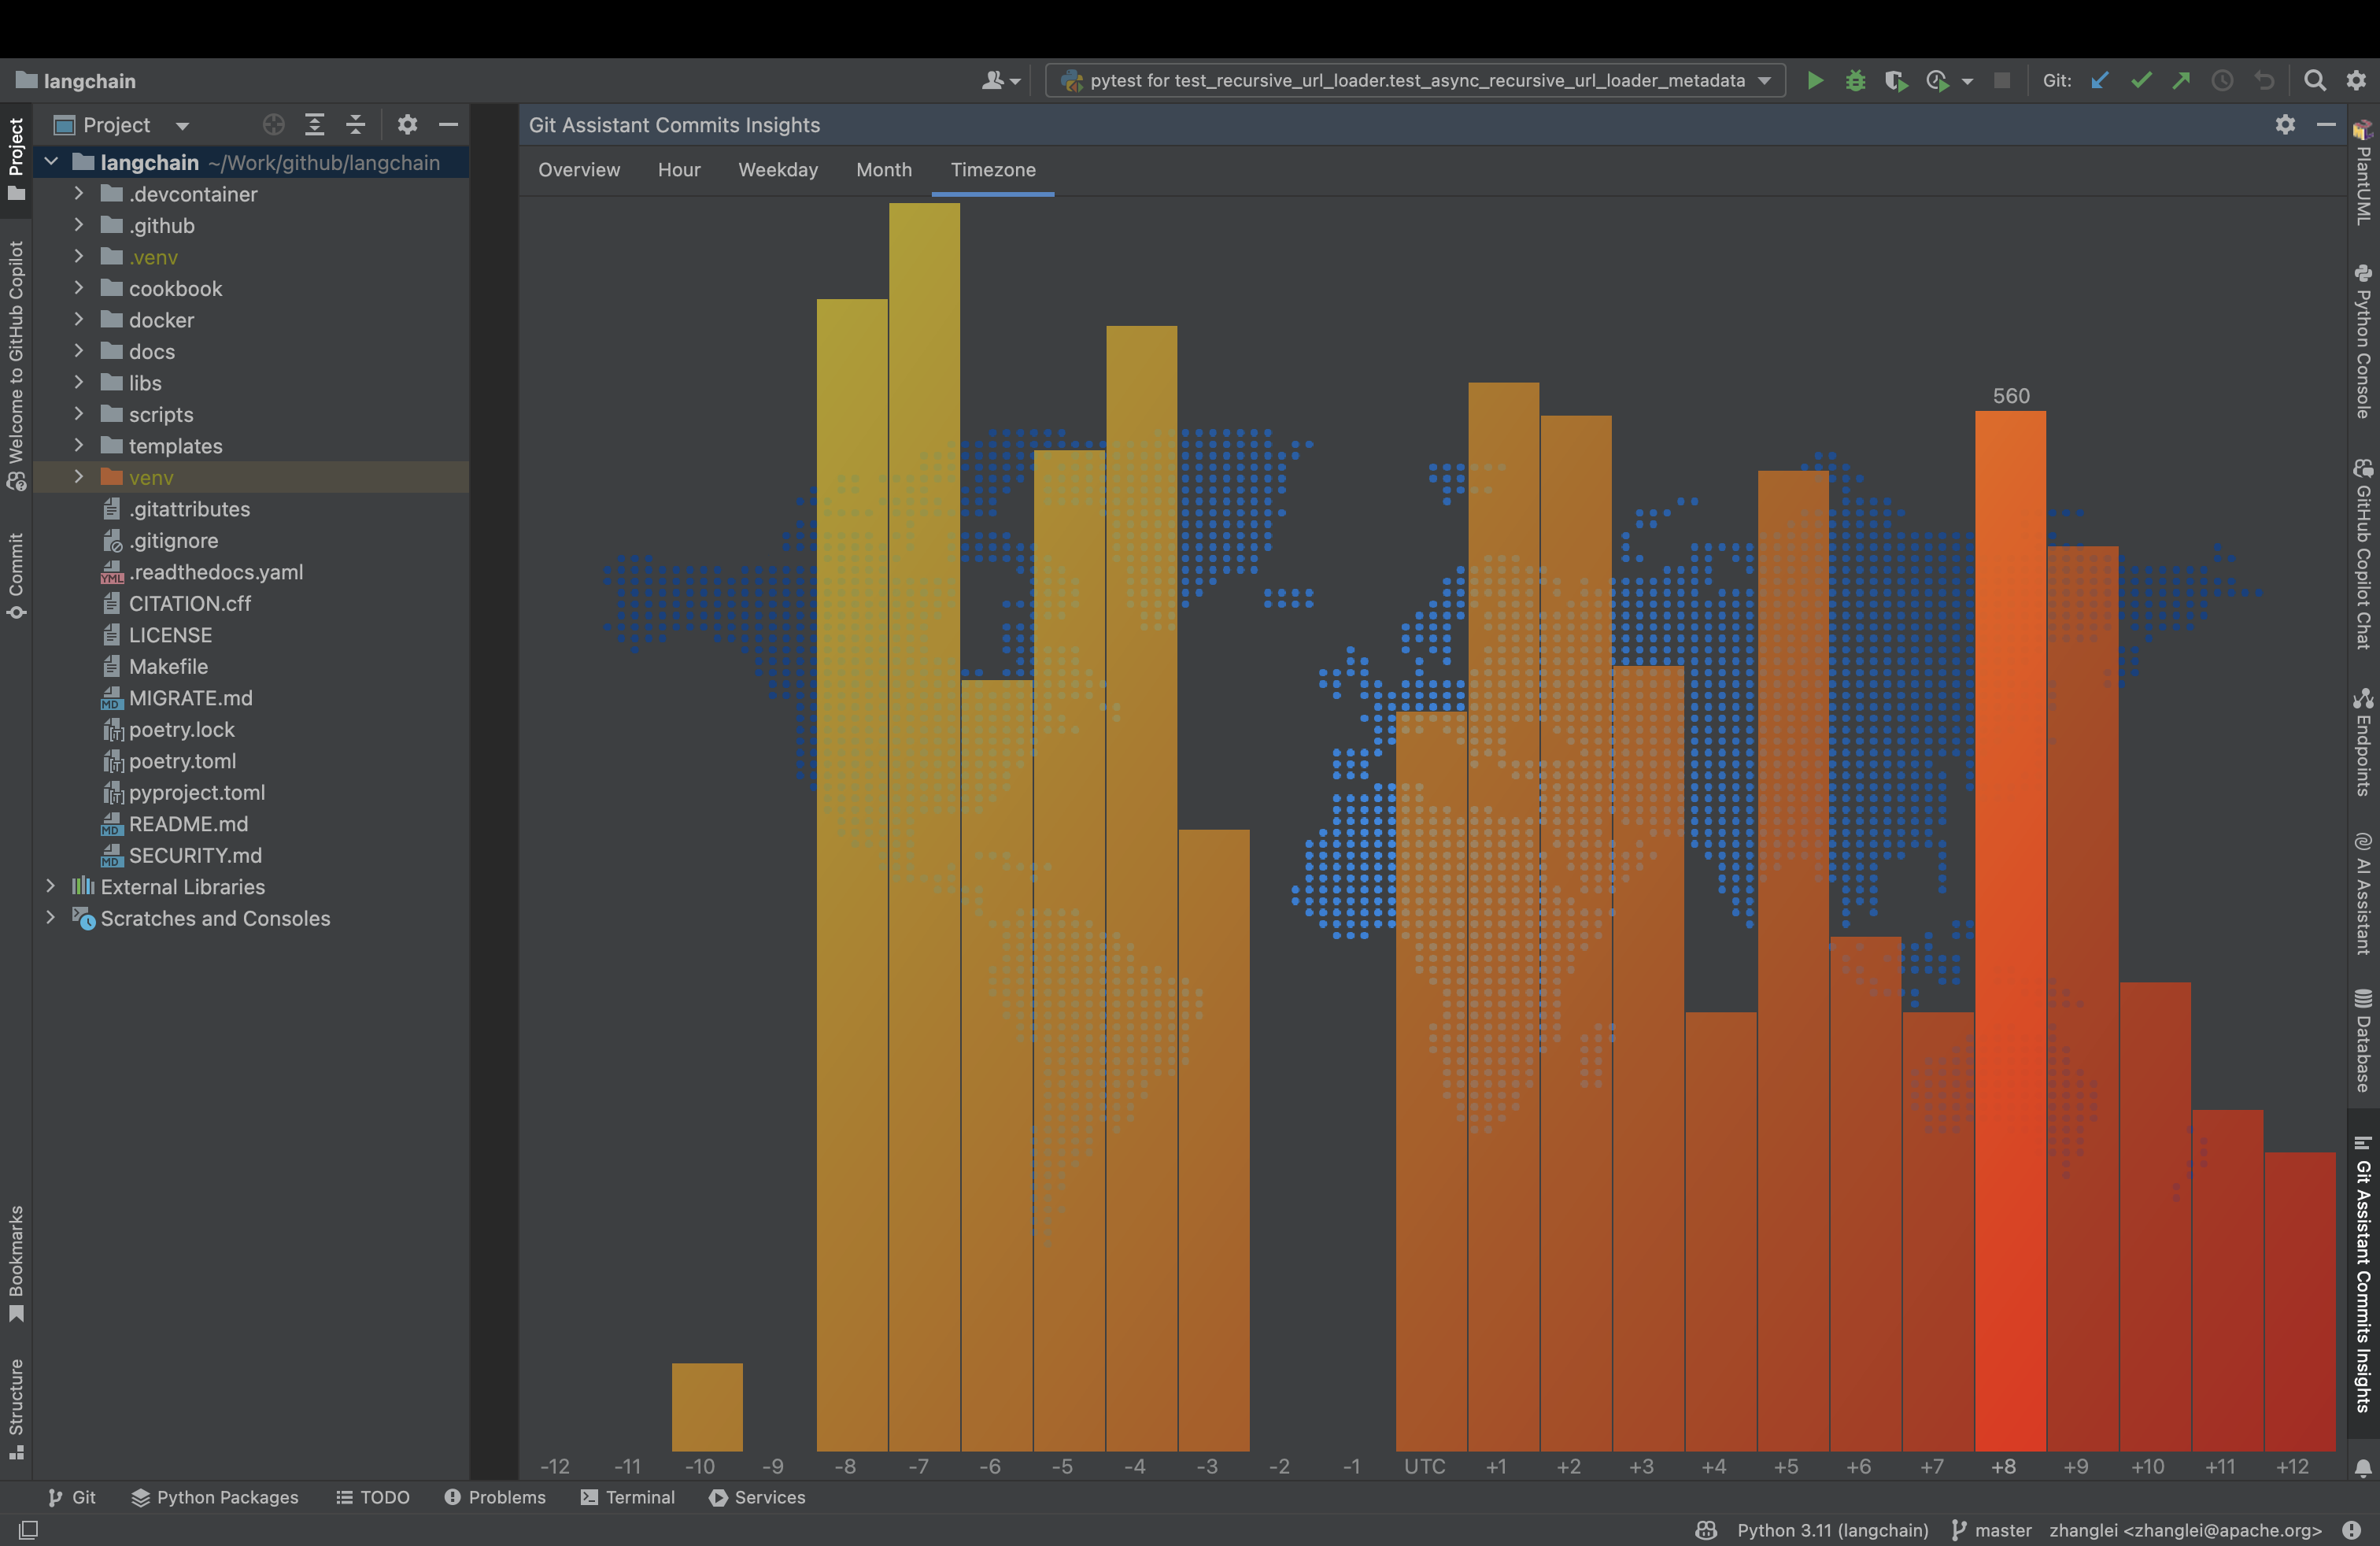 langchain
pytest for test_recursive_url_loader.test_async_recursive_url_loader_metadata
Git:
Project
Git Assistant Commits Insights
Overview Hour Weekday Month Timezone
langchain ~/Work/github/langchain
.devcontainer
.github
.venv
cookbook
docker
docs
libs
scripts
templates
venv
.gitattributes
.gitignore
.readthedocs.yaml
CITATION.cff
LICENSE
Makefile
MIGRATE.md
poetry.lock
poetry.toml
pyproject.toml
README.md
SECURITY.md
External Libraries
Scratches and Consoles
Project
Welcome to GitHub Copilot
Commit
Bookmarks
Structure
560
-12 -11 -10 -9 -8 -7 -6 -5 -4 -3 -2 -1 UTC +1 +2 +3 +4 +5 +6 +7 +8 +9 +10 +11 +12
PlantUML
Python Console
GitHub Copilot Chat
Endpoints
AI Assistant
Database
Git Assistant Commits Insights
Git Python Packages TODO Problems Terminal Services
Python 3.11 (langchain) master zhanglei <zhanglei@apache.org>